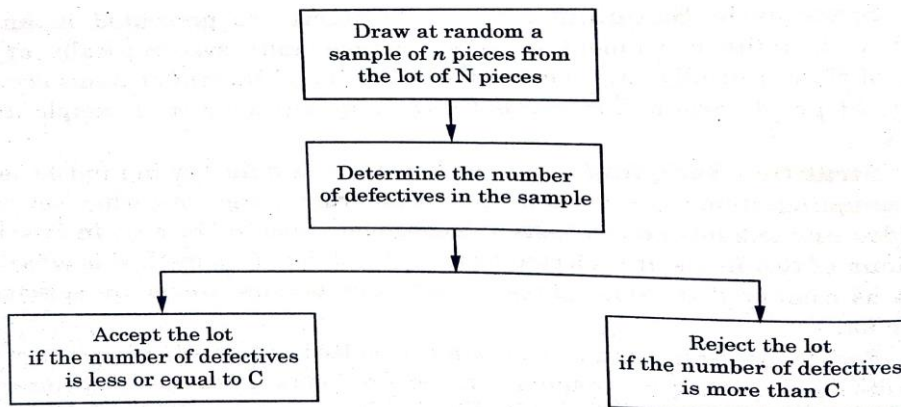 Draw at random a
sample of n pieces from
the lot of N pieces
Determine the number
of defectives in the sample
Accept the lot
if the number of defectives
is less or equal to C
Reject the lot
if the number of defectives
is more than C